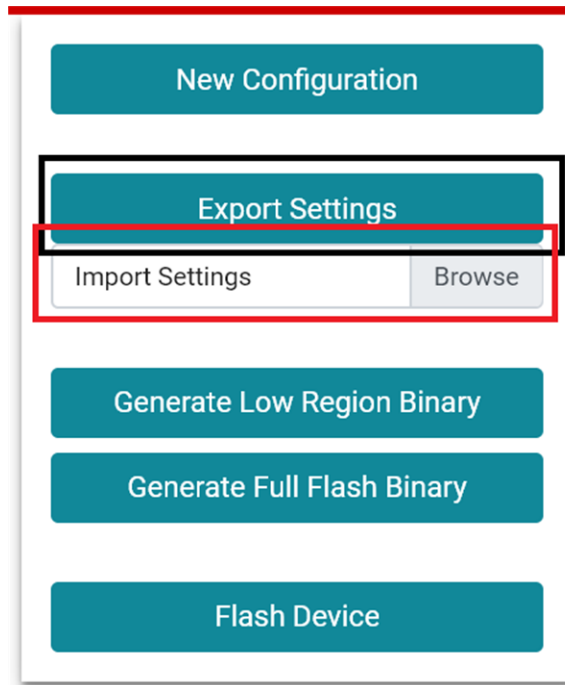 New Configuration
Export Settings
Import Settings Browse
Generate Low Region Binary
Generate Full Flash Binary
Flash Device